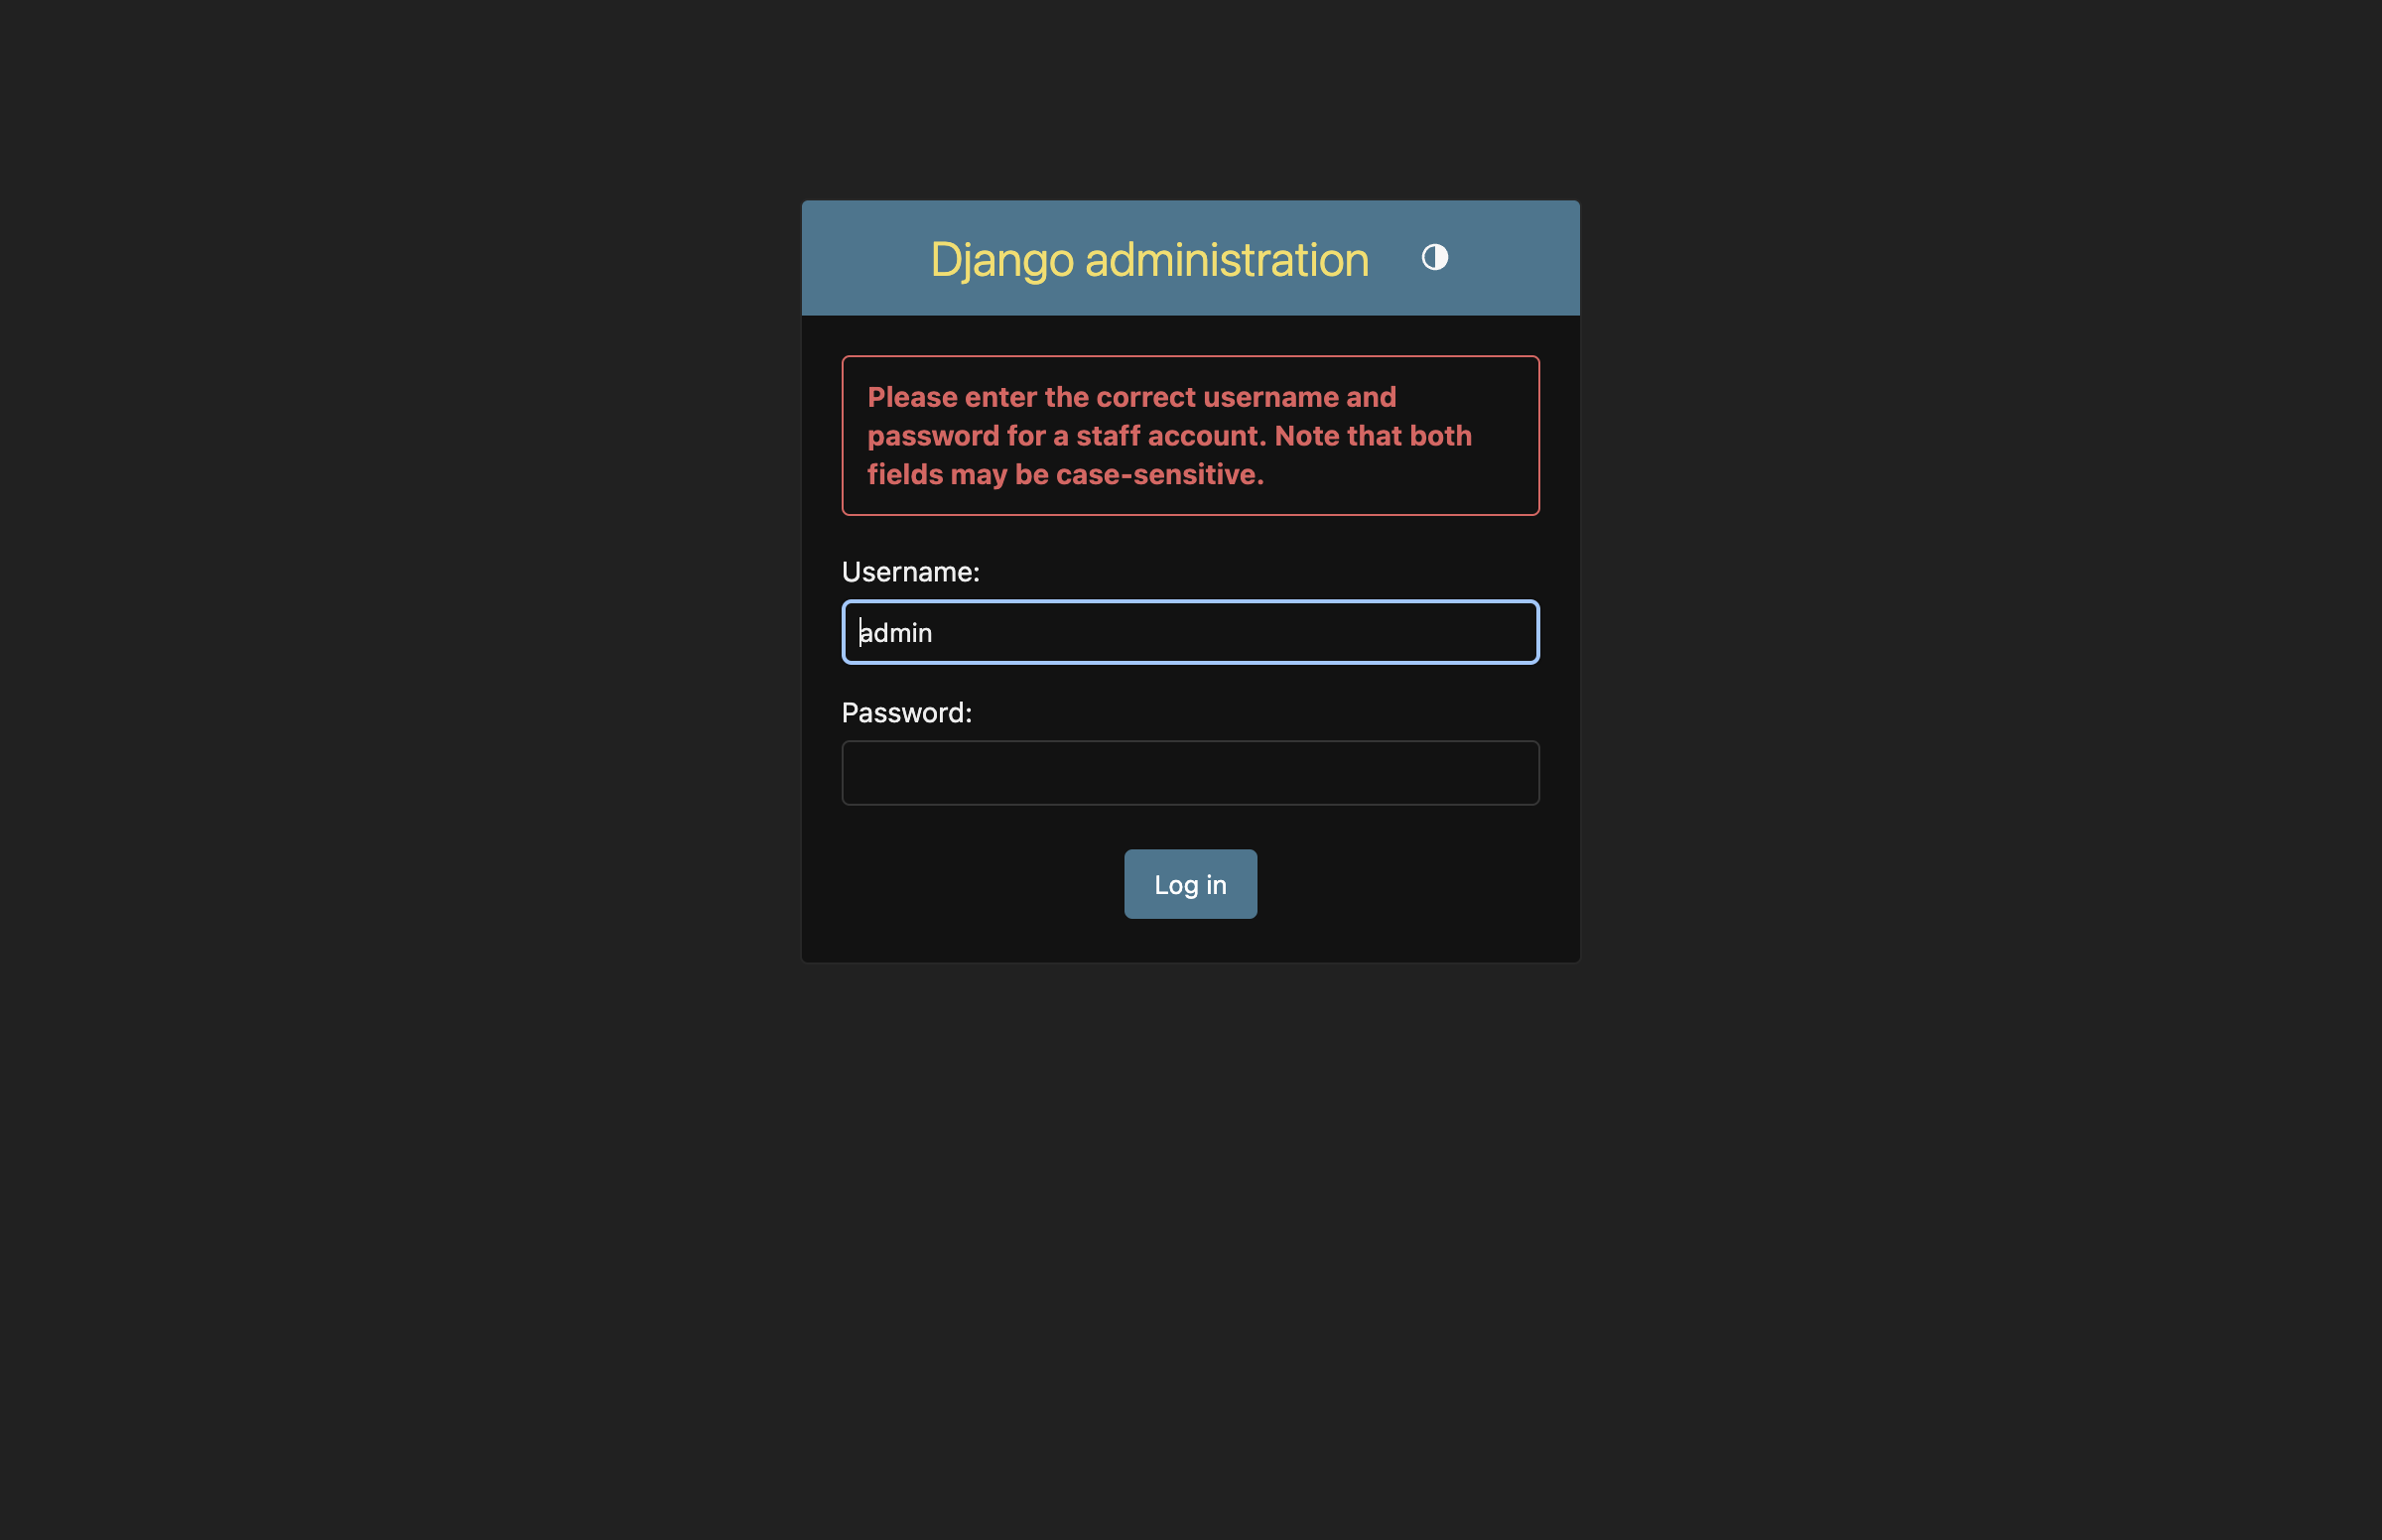 Django administration
Please enter the correct username and
password for a staff account. Note that both
fields may be case-sensitive.
Username:
admin
Password:
Log in